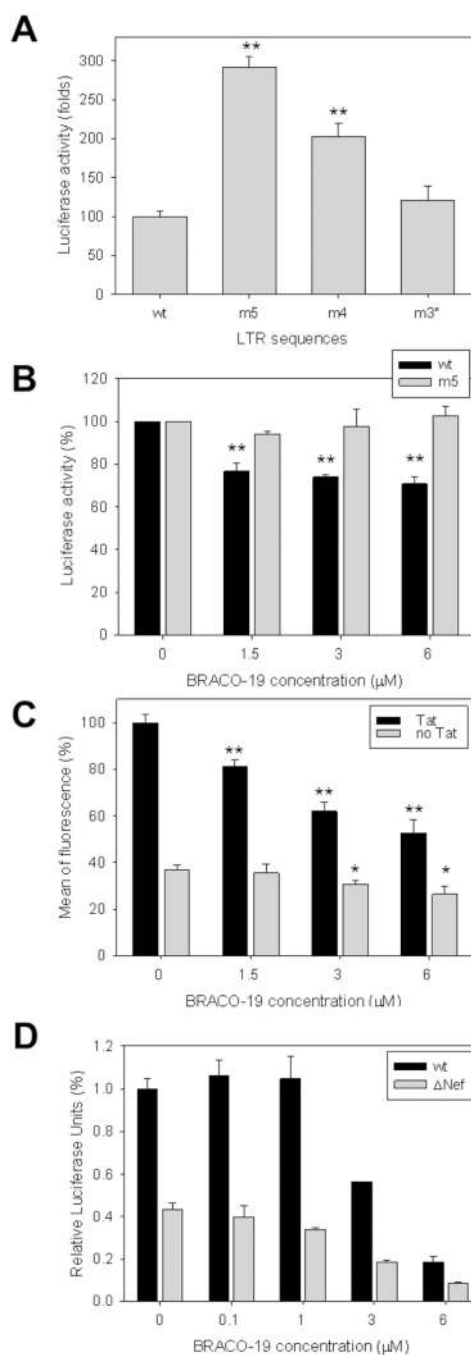 A
Luciferase activity (folds)
300
250
200
150
100
50
0
**
**
wt m5 m4 m3*
LTR sequences
B
wt
m5
Luciferase activity (%)
120
100
80
60
40
20
0
** ** **
0 1.5 3 6
BRACO-19 concentration (μM)
C
Tat
no Tat
Mean of fluorescence (%)
100
80
60
40
20
0
**
**
**
* *
0 1.5 3 6
BRACO-19 concentration (μM)
D
wt
ΔNef
Relative Luciferase Units (%)
1.2
1.0
0.8
0.6
0.4
0.2
0.0
0 0.1 1 3 6
BRACO-19 concentration (μM)